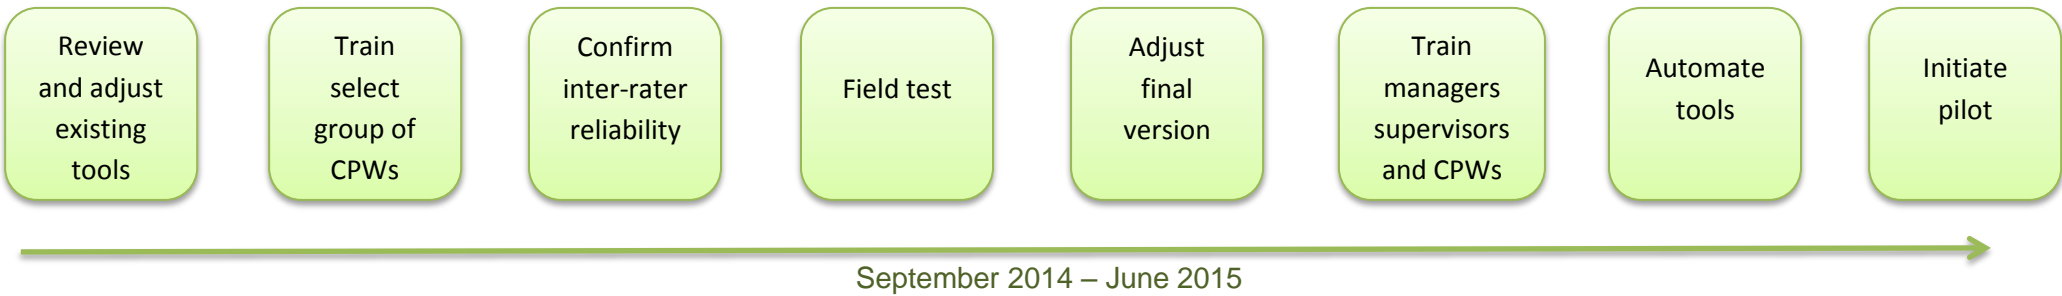 Review
and adjust
existing
tools
Train
select
group of
CPWs
Confirm
inter-rater
reliability
Field test
Adjust
final
version
Train
managers
supervisors
and CPWs
Automate
tools
Initiate
pilot
September 2014 – June 2015